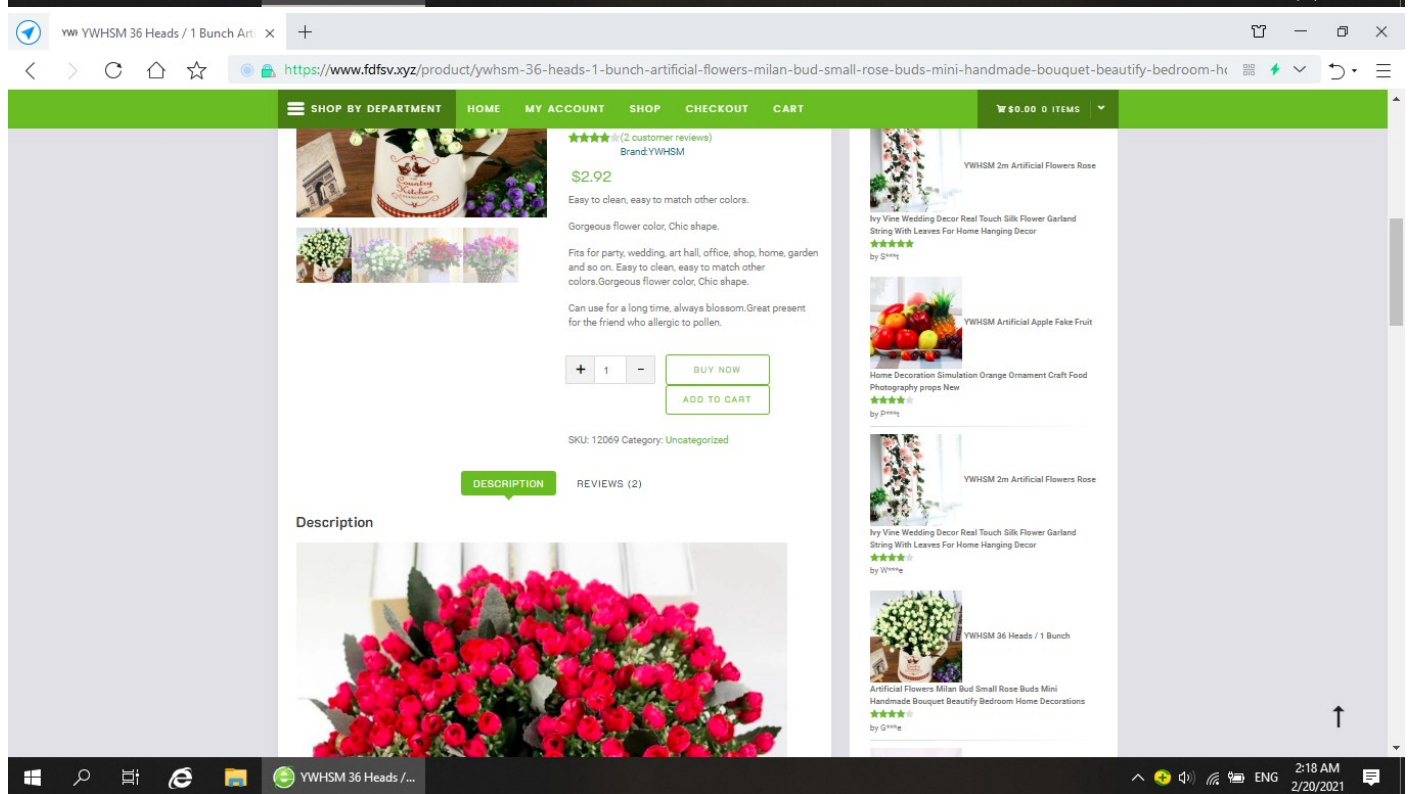 YWHSM 36 Heads / 1 Bunch Arti
https://www.fdfsv.xyz/product/ywhsm-36-heads-1-bunch-artificial-flowers-milan-bud-small-rose-buds-mini-handmade-bouquet-beautify-bedroom-h
SHOP BY DEPARTMENT HOME MY ACCOUNT SHOP CHECKOUT CART $0.00 0 ITEMS
(2 customer reviews)
Brand:YWHSM
$2.92
Easy to clean, easy to match other colors.
Gorgeous flower color, Chic shape.
Fits for party, wedding, art hall, office, shop, home, garden
and so on. Easy to clean, easy to match other
colors.Gorgeous flower color, Chic shape.
Can use for a long time, always blossom.Great present
for the friend who allergic to pollen.
+ 1 -
BUY NOW
ADD TO CART
SKU: 12069 Category: Uncategorized
DESCRIPTION REVIEWS (2)
Description
Country
Kitchen
YWHSM 2m Artificial Flowers Rose
Ivy Vine Wedding Decor Real Touch Silk Flower Garland
String With Leaves For Home Hanging Decor
by S***t
YWHSM Artificial Apple Fake Fruit
Home Decoration Simulation Orange Ornament Craft Food
Photography props New
by P***t
YWHSM 2m Artificial Flowers Rose
Ivy Vine Wedding Decor Real Touch Silk Flower Garland
String With Leaves For Home Hanging Decor
by W***e
YWHSM 36 Heads / 1 Bunch
Artificial Flowers Milan Bud Small Rose Buds Mini
Handmade Bouquet Beautify Bedroom Home Decorations
by G***e
YWHSM 36 Heads /...
ENG
2:18 AM
2/20/2021